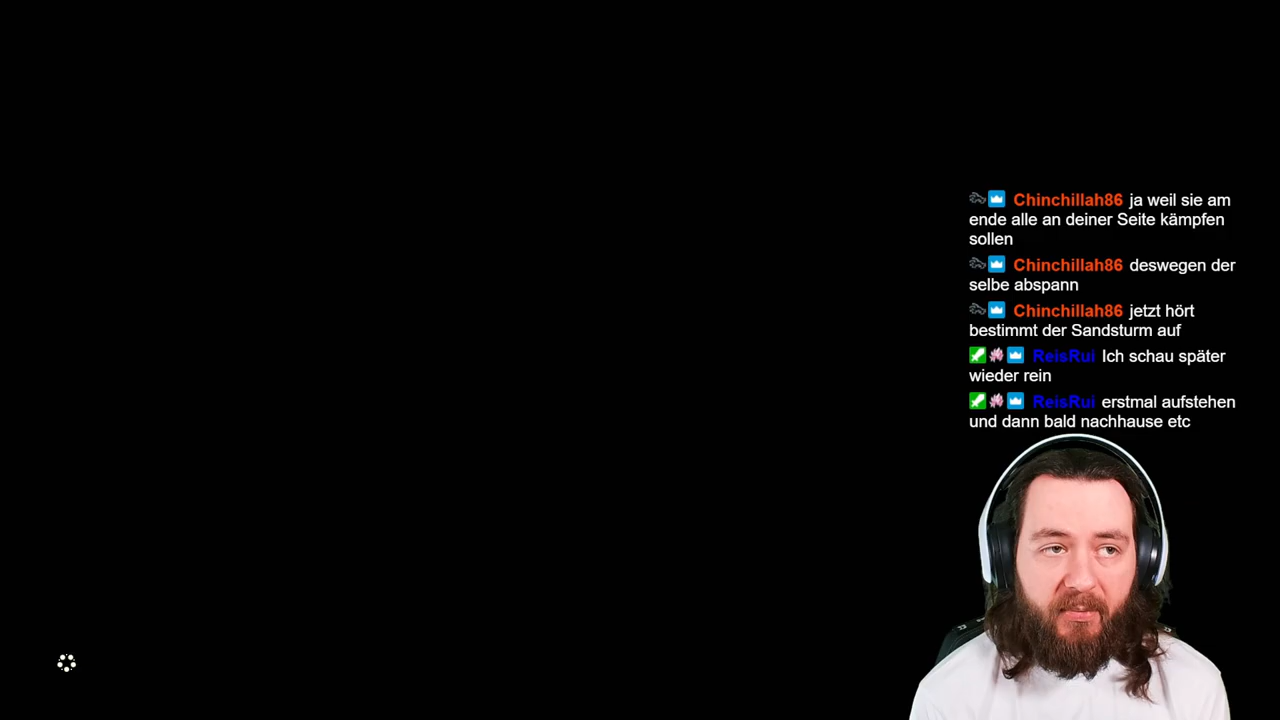 Chinchillah86 ja weil sie am
ende alle an deiner Seite kämpfen
sollen
Chinchillah86 deswegen der
selbe abspann
Chinchillah86 jetzt hört
bestimmt der Sandsturm auf
ReisRui Ich schau später
wieder rein
ReisRui erstmal aufstehen
und dann bald nachhause etc